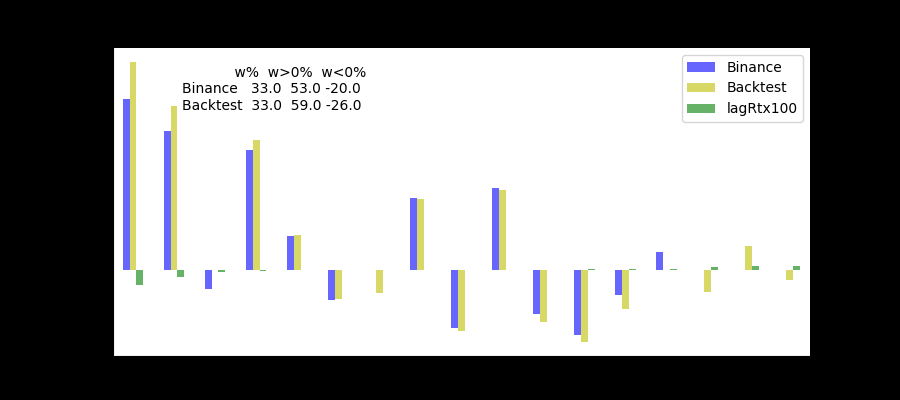 w% w>0% w<0%
Binance 33.0 53.0 -20.0
Backtest 33.0 59.0 -26.0
Binance
Backtest
lagRtx100